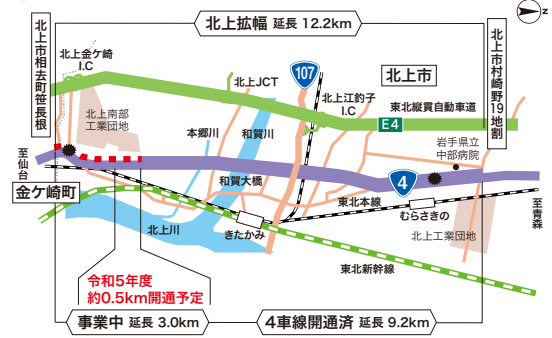 北上拡幅 延長 12.2km
N
北上市相去町笹長根
北上金ケ崎
I.C
107
北上市
北上市村崎野19地割
北上JCT
北上江釣子
I.C
東北縦貫自動車道
E4
北上南部
工業団地
本郷川
和賀川
岩手県立
中部病院
至仙台
4
金ケ崎町
和賀大橋
東北本線
むらさきの
至青森
北上川
きたかみ
北上工業団地
東北新幹線
令和5年度
約0.5km開通予定
事業中 延長 3.0km
4車線開通済 延長 9.2km